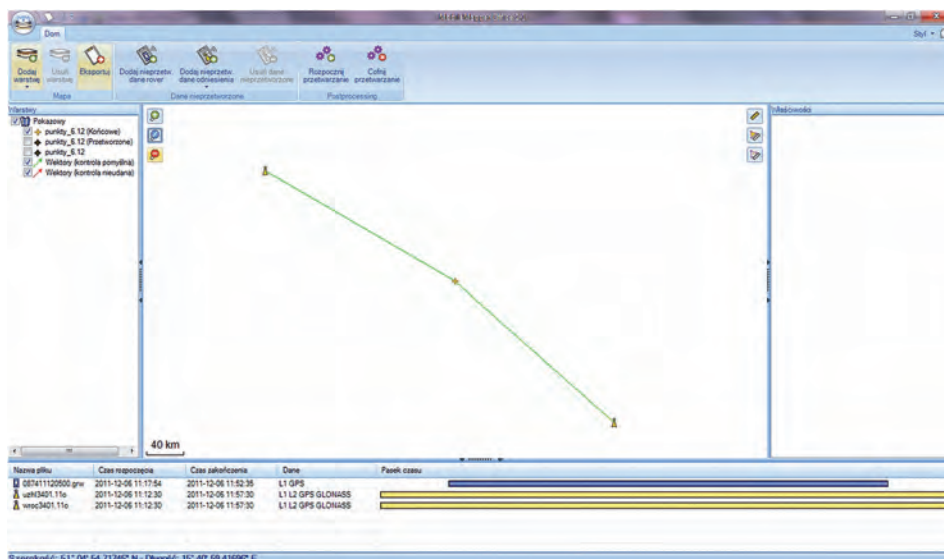 Dom
Styl
Dodaj warstwę
Usuń warstwę
Eksportuj
Dodaj nieprzetw. dane rover
Dodaj nieprzetw. dane odniesienia
Usuń dane nieprzetworzone
Rozpocznij przetwarzanie
Cofnij przetwarzanie
Mapa
Dane nieprzetworzone
Postprocessing
Warstwy
Właściwości
Pokazowy
punkty_6.12 (Końcowe)
punkty_6.12 (Przetworzone)
punkty_6.12
Wektory (kontrola pomyślna)
Wektory (kontrola nieudana)
40 km
Nazwa pliku Czas rozpoczęcia Czas zakończenia Dane Pasek czasu
087411120500.grw 2011-12-06 11:17:54 2011-12-06 11:52:35 L1 GPS
uzhl3401.11o 2011-12-06 11:12:30 2011-12-06 11:57:30 L1 L2 GPS GLONASS
wroc3401.11o 2011-12-06 11:12:30 2011-12-06 11:57:30 L1 L2 GPS GLONASS